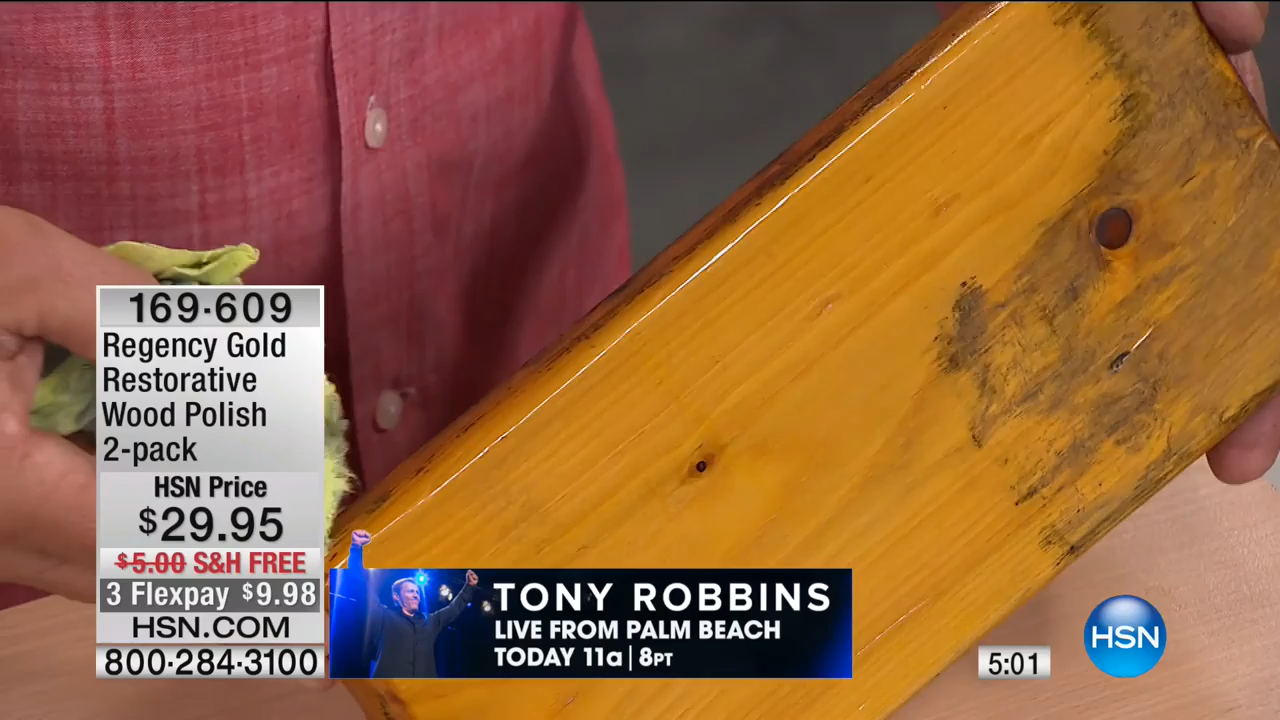 169-609
Regency Gold
Restorative
Wood Polish
2-pack
HSN Price
$29.95
$5.00 S&H FREE
3 Flexpay $9.98
HSN.COM
800·284·3100
TONY ROBBINS
LIVE FROM PALM BEACH
TODAY 11a | 8PT
5:01
HSN